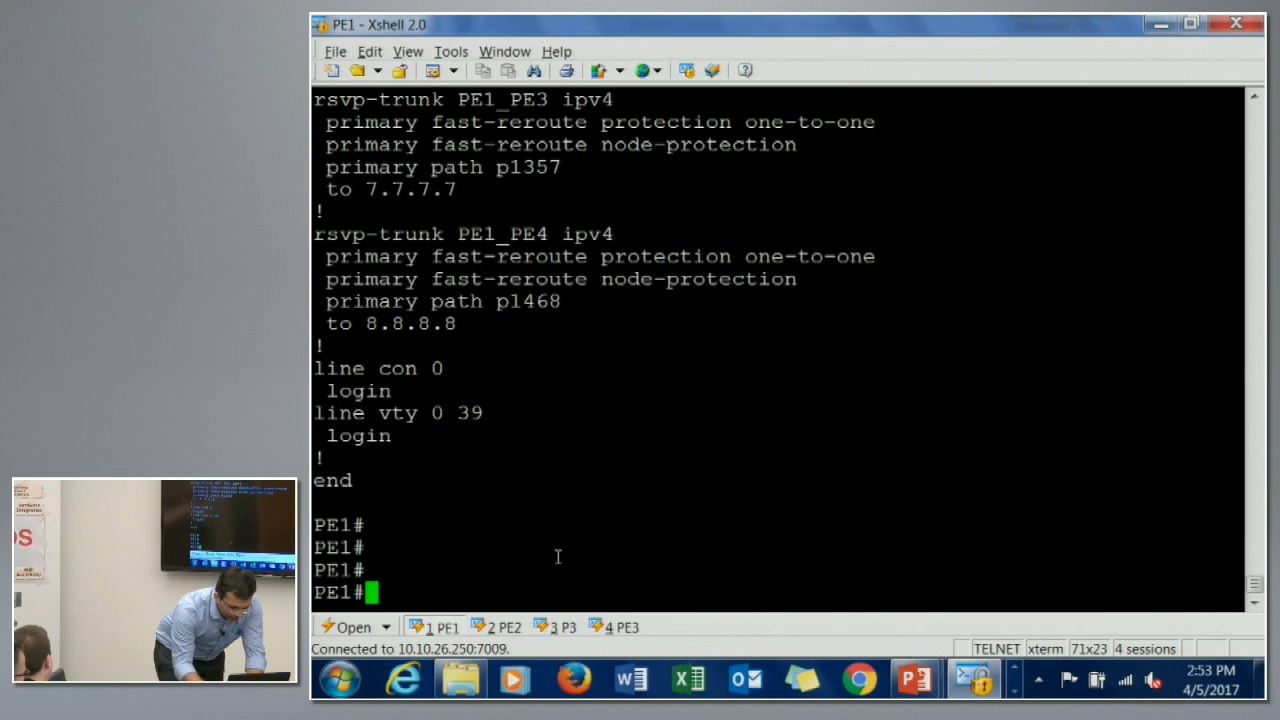 PE1 - Xshell 2.0
File Edit View Tools Window Help
rsvp-trunk PE1_PE3 ipv4
primary fast-reroute protection one-to-one
primary fast-reroute node-protection
primary path p1357
to 7.7.7.7
!
rsvp-trunk PE1_PE4 ipv4
primary fast-reroute protection one-to-one
primary fast-reroute node-protection
primary path p1468
to 8.8.8.8
!
line con 0
login
line vty 0 39
login
!
end
PE1#
PE1#
PE1#
PE1#
Open 1 PE1 2 PE2 3 P3 4 PE3
Connected to 10.10.26.250:7009. TELNET xterm 71x23 4 sessions
2:53 PM
4/5/2017
Hardware
Integration
OS